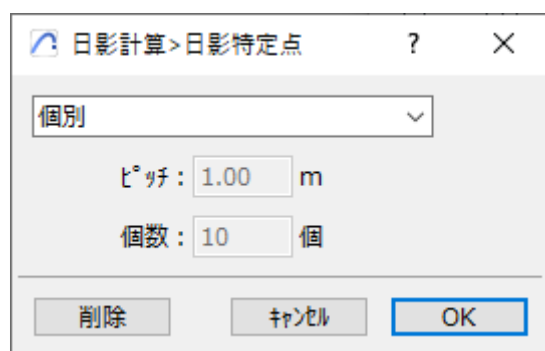 日影計算>日影特定点 ?
個別
ﾋﾟｯﾁ : 1.00 m
個数 : 10 個
削除 ｷｬﾝｾﾙ OK